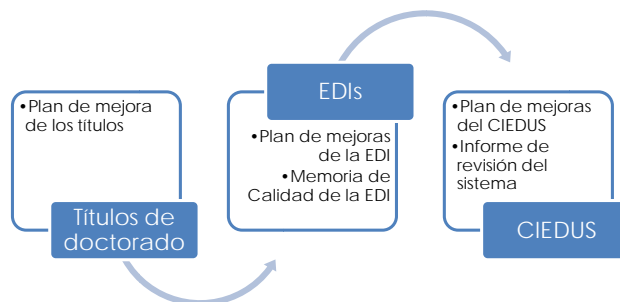 •Plan de mejora
de los títulos
Títulos de
doctorado
EDIs
•Plan de mejoras
de la EDI
•Memoria de
Calidad de la EDI
•Plan de mejoras
del CIEDUS
•Informe de
revisión del
sistema
CIEDUS